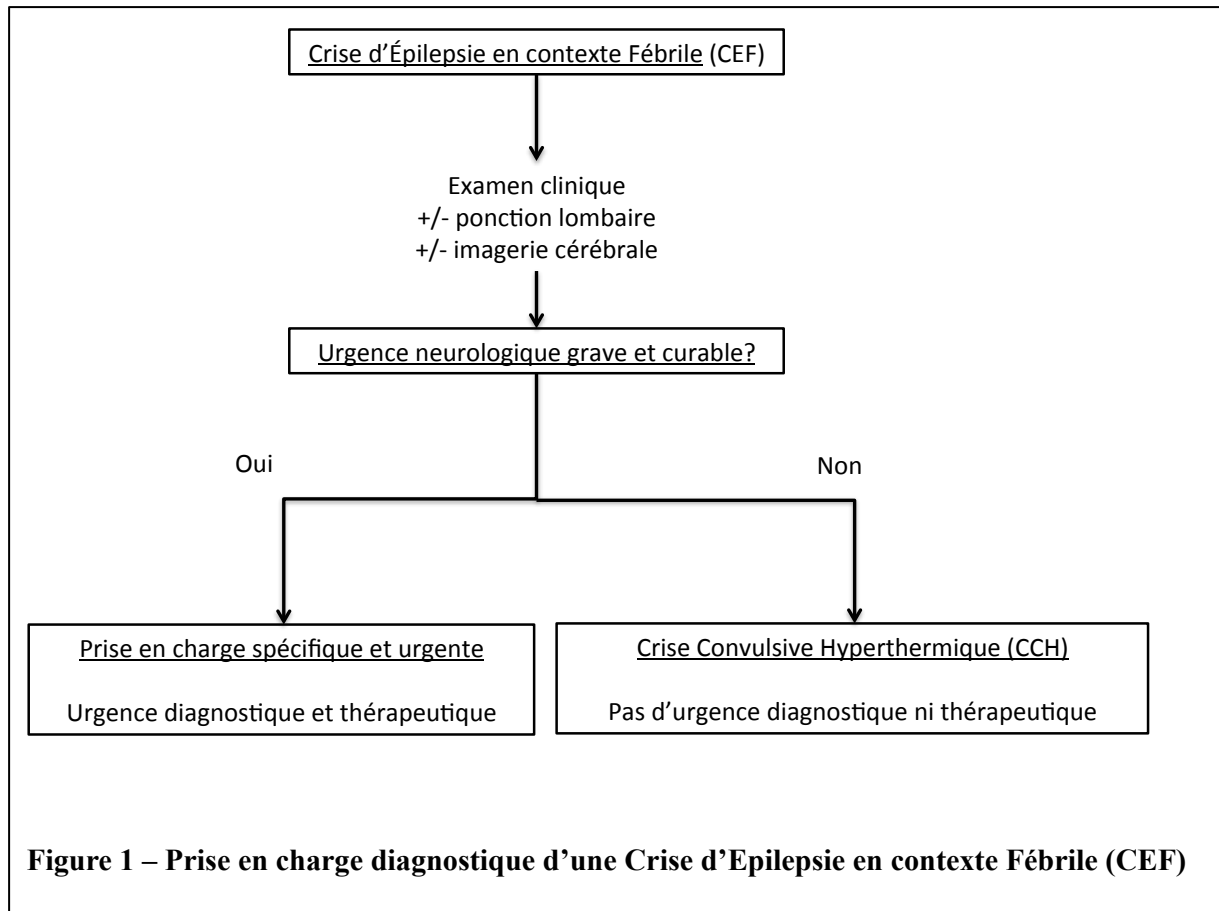 Crise d’Épilepsie en contexte Fébrile (CEF)
Examen clinique
+/- ponction lombaire
+/- imagerie cérébrale
Urgence neurologique grave et curable?
Oui
Non
Prise en charge spécifique et urgente
Urgence diagnostique et thérapeutique
Crise Convulsive Hyperthermique (CCH)
Pas d’urgence diagnostique ni thérapeutique
Figure 1 – Prise en charge diagnostique d’une Crise d’Epilepsie en contexte Fébrile (CEF)